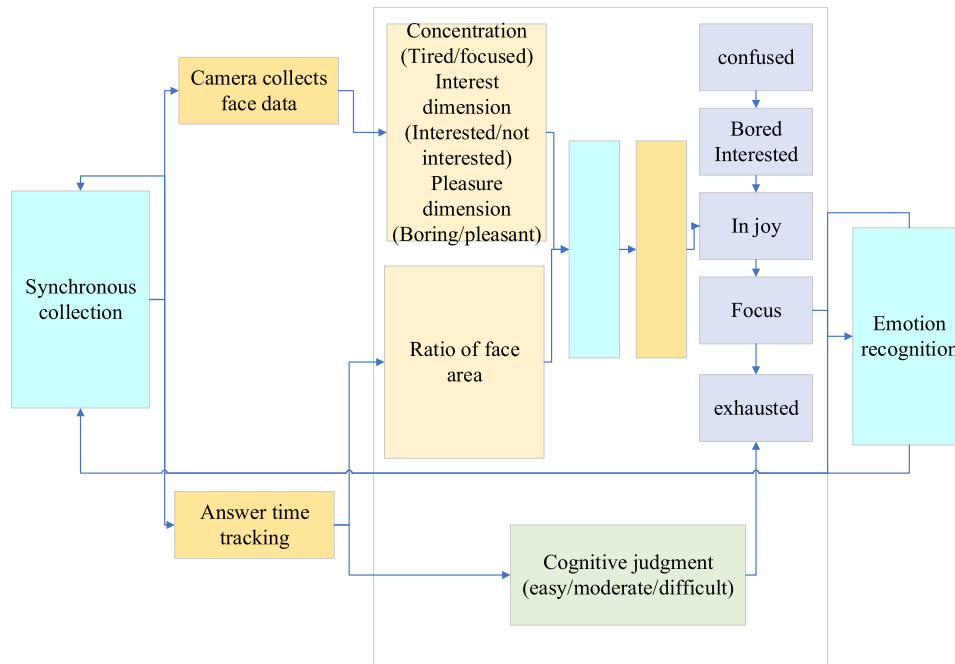 Synchronous
collection
Camera collects
face data
Answer time
tracking
Concentration
(Tired/focused)
Interest
dimension
(Interested/not
interested)
Pleasure
dimension
(Boring/pleasant)
Ratio of face
area
Cognitive judgment
(easy/moderate/difficult)
confused
Bored
Interested
In joy
Focus
exhausted
Emotion
recognition